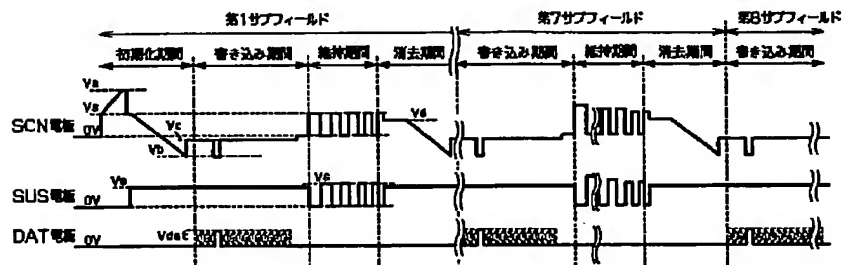 第1サブフィールド 第7サブフィールド 第8サブフィールド
初期化期間 書き込み期間 維持期間 消去期間 書き込み期間 維持期間 消去期間 書き込み期間
Va
Vs
Vc
Vd
SCN電極 0V
Vb
Ve
Vs
SUS電極 0V
Vdat
DAT電極 0V